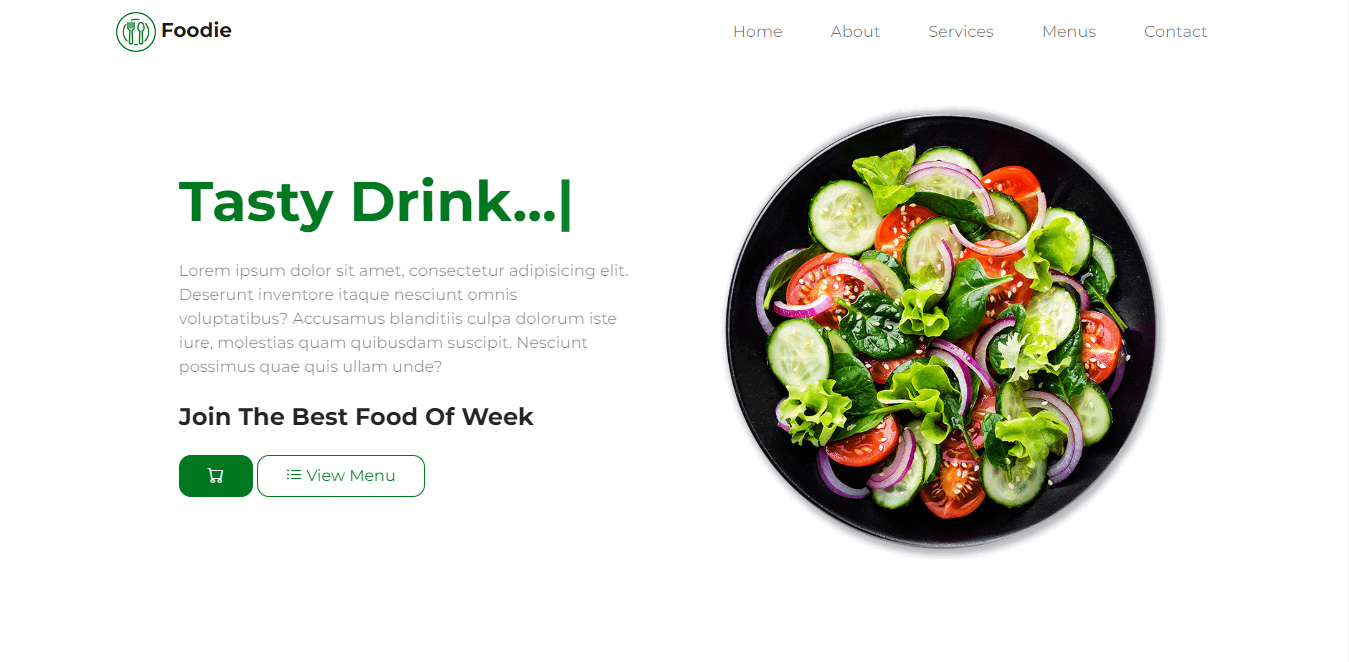 Foodie
Home About Services Menus Contact
Tasty Drink...|
Lorem ipsum dolor sit amet, consectetur adipisicing elit.
Deserunt inventore itaque nesciunt omnis
voluptatibus? Accusamus blanditiis culpa dolorum iste
iure, molestias quam quibusdam suscipit. Nesciunt
possimus quae quis ullam unde?
Join The Best Food Of Week
View Menu